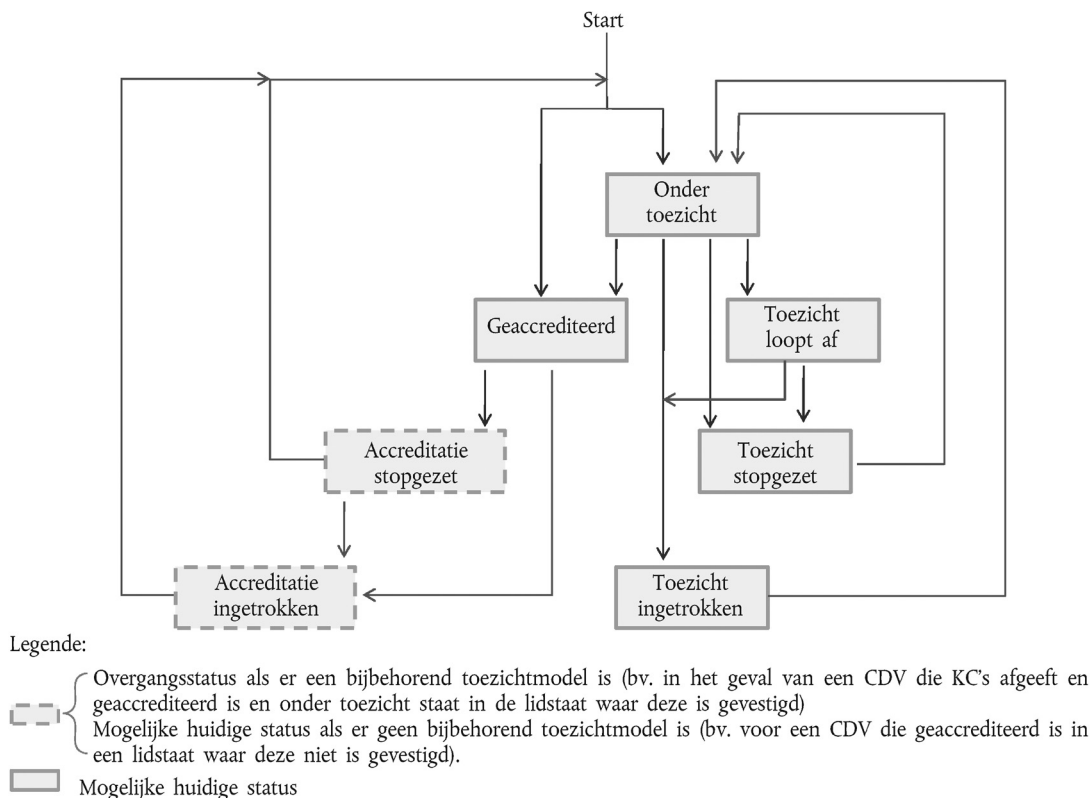 Start
Onder
toezicht
Geaccrediteerd
Toezicht
loopt af
Accreditatie
stopgezet
Toezicht
stopgezet
Accreditatie
ingetrokken
Toezicht
ingetrokken
Legende:
Overgangsstatus als er een bijbehorend toezichtmodel is (bv. in het geval van een CDV die KC's afgeeft en
geaccrediteerd is en onder toezicht staat in de lidstaat waar deze is gevestigd)
Mogelijke huidige status als er geen bijbehorend toezichtmodel is (bv. voor een CDV die geaccrediteerd is in
een lidstaat waar deze niet is gevestigd).
Mogelijke huidige status